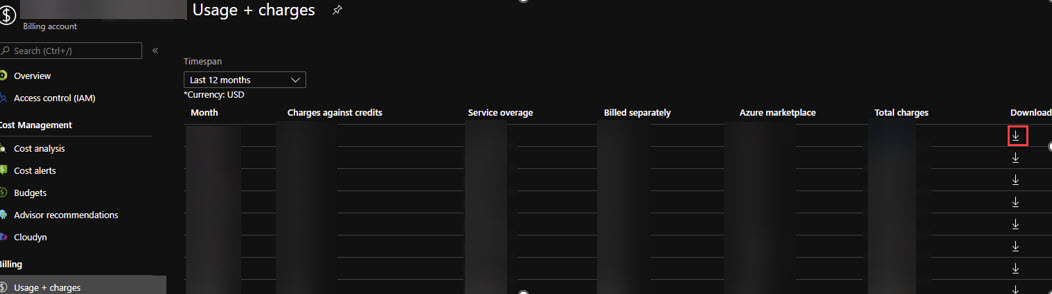 Usage + charges
Billing account
Search (Ctrl+/)
«
Overview
Access control (IAM)
Cost Management
Cost analysis
Cost alerts
Budgets
Advisor recommendations
Cloudyn
Billing
Usage + charges
Timespan
Last 12 months
*Currency: USD
Month Charges against credits Service overage Billed separately Azure marketplace Total charges Download